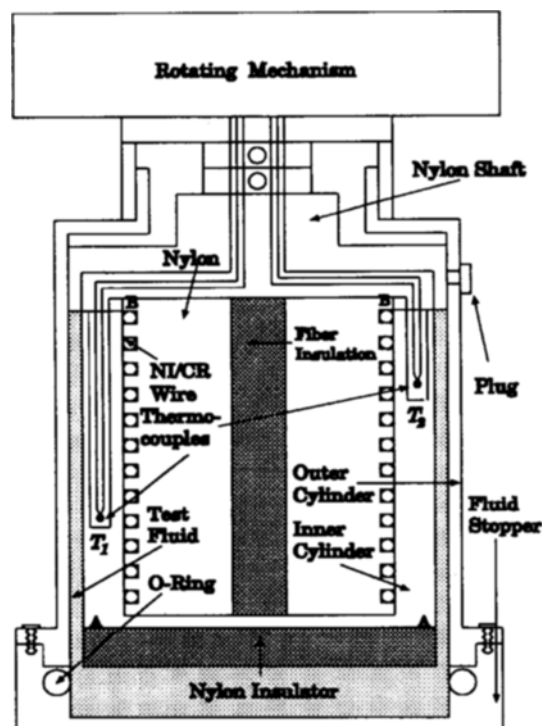 Rotating Mechanism
Nylon Shaft
Nylon
B
B
Fiber
Insulation
NI/CR
Wire
Thermo-
couples
Plug
T2
Outer
Cylinder
Fluid
Stopper
Test
Fluid
T1
Inner
Cylinder
O-Ring
A
A
Nylon Insulator